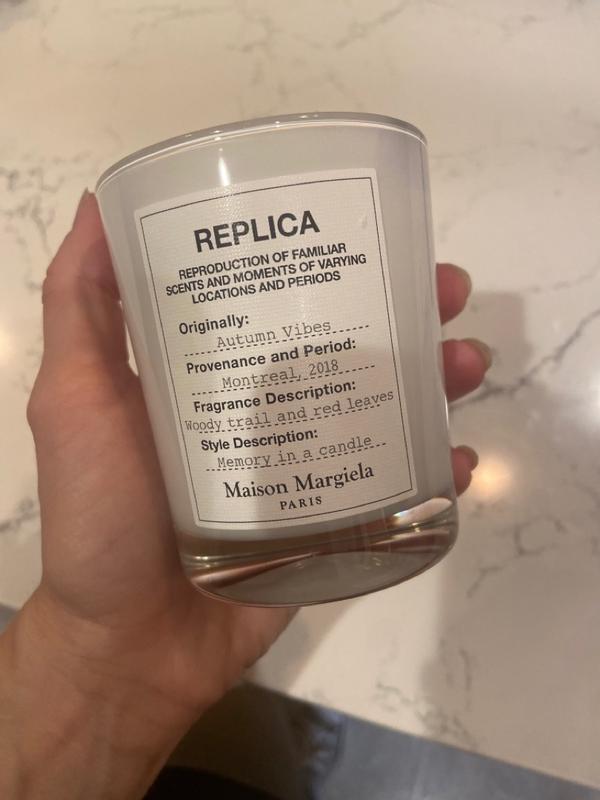 REPLICA
REPRODUCTION OF FAMILIAR
SCENTS AND MOMENTS OF VARYING
LOCATIONS AND PERIODS
Originally:
Autumn Vibes
Provenance and Period:
Montreal, 2018
Fragrance Description:
Woody trail and red leaves
Style Description:
Memory in a candle
Maison Margiela
PARIS